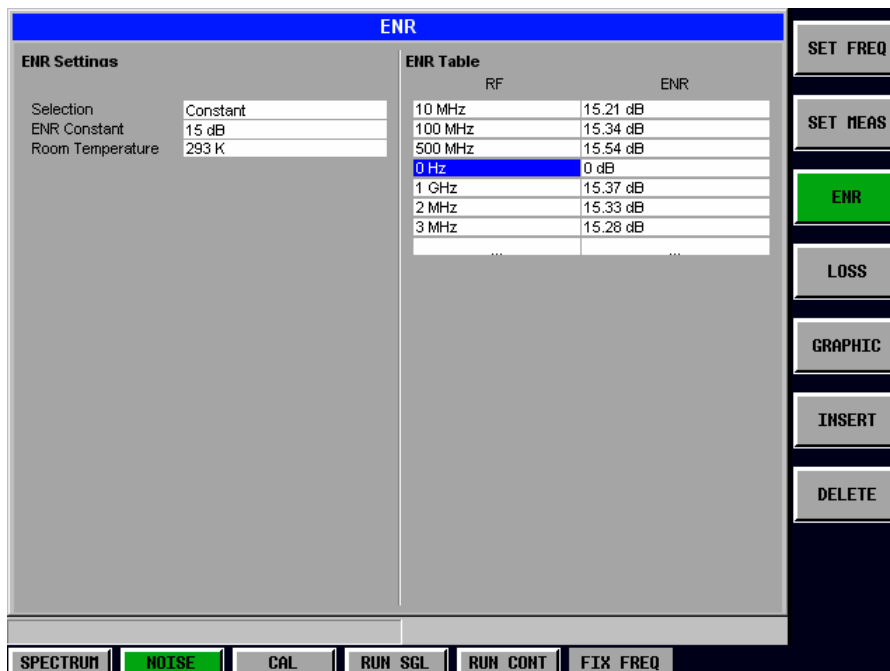 ENR
ENR Settings
Selection Constant
ENR Constant 15 dB
Room Temperature 293 K
ENR Table
RF ENR
10 MHz 15.21 dB
100 MHz 15.34 dB
500 MHz 15.54 dB
0 Hz 0 dB
1 GHz 15.37 dB
2 MHz 15.33 dB
3 MHz 15.28 dB
... ...
SET FREQ
SET MEAS
ENR
LOSS
GRAPHIC
INSERT
DELETE
SPECTRUM NOISE CAL RUN SGL RUN CONT FIX FREQ